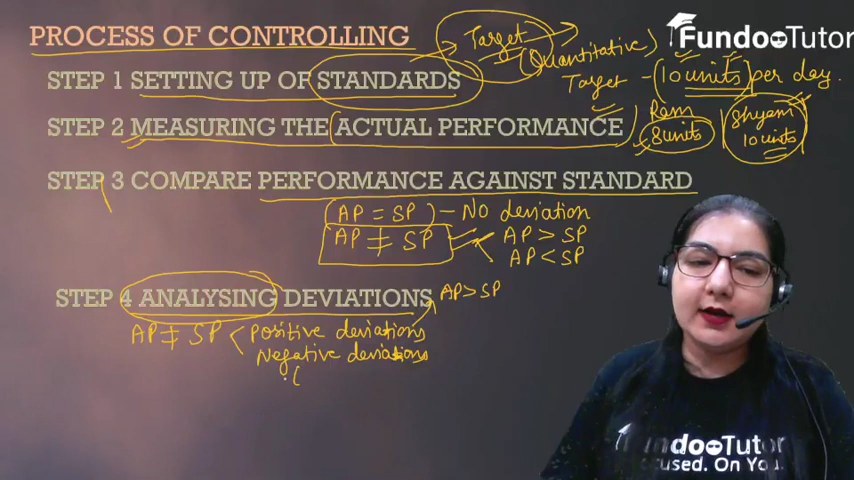 PROCESS OF CONTROLLING
Target
(Quantitative)
FundooTutor
STEP 1 SETTING UP OF STANDARDS
Target - (10 units) per day.
STEP 2 MEASURING THE ACTUAL PERFORMANCE
Ram
8 units
Shyam
10 units
STEP 3 COMPARE PERFORMANCE AGAINST STANDARD
(AP = SP) - No deviation
AP ≠ SP
AP > SP
AP < SP
STEP 4 ANALYSING DEVIATIONS
AP > SP
AP ≠ SP < Positive deviations
Negative deviations
(
FundooTutor
ocused. On You.